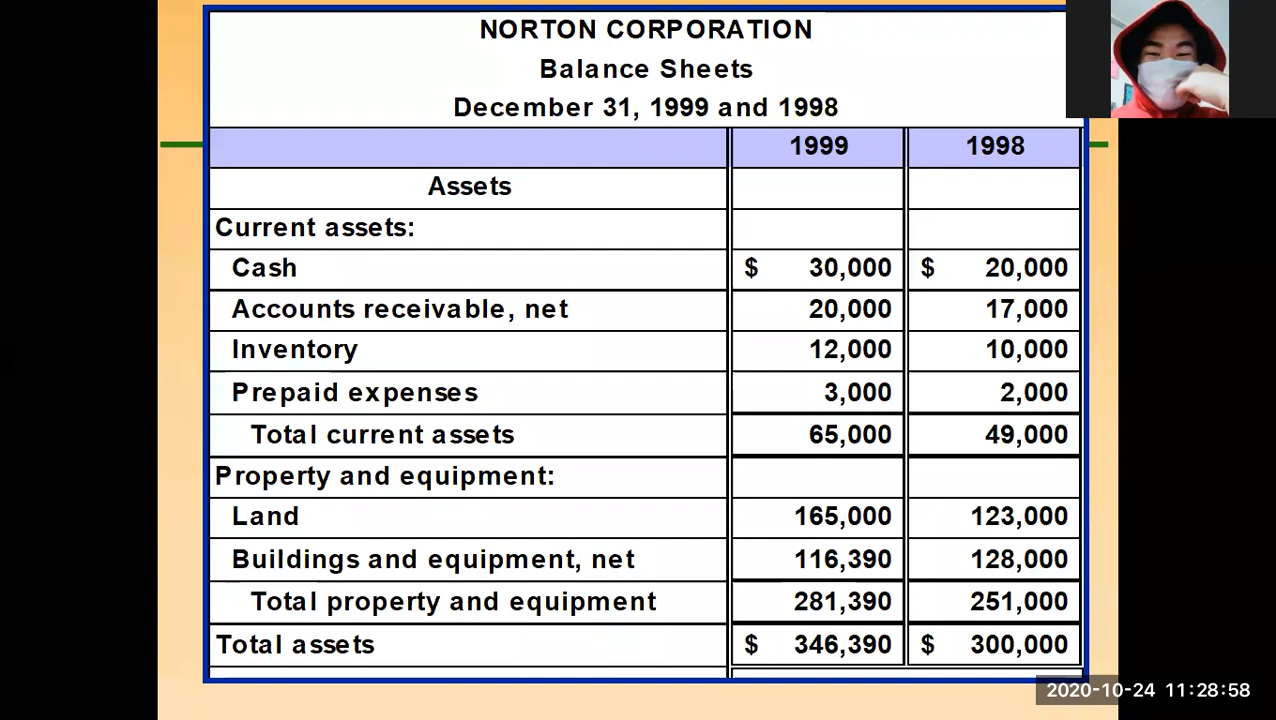 NORTON CORPORATION
Balance Sheets
December 31, 1999 and 1998
1999 1998
Assets
Current assets:
Cash $ 30,000 $ 20,000
Accounts receivable, net 20,000 17,000
Inventory 12,000 10,000
Prepaid expenses 3,000 2,000
Total current assets 65,000 49,000
Property and equipment:
Land 165,000 123,000
Buildings and equipment, net 116,390 128,000
Total property and equipment 281,390 251,000
Total assets $ 346,390 $ 300,000
2020-10-24 11:28:58